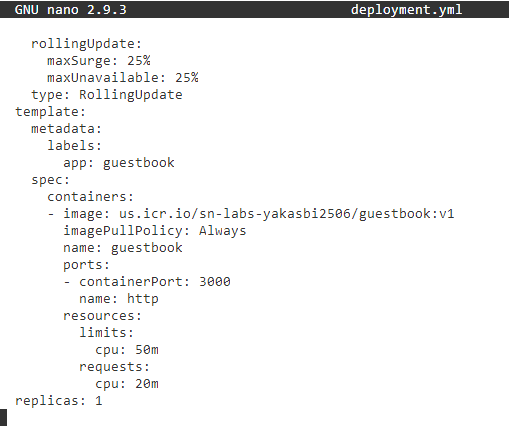 GNU nano 2.9.3 deployment.yml
rollingUpdate:
maxSurge: 25%
maxUnavailable: 25%
type: RollingUpdate
template:
metadata:
labels:
app: guestbook
spec:
containers:
- image: us.icr.io/sn-labs-yakasbi2506/guestbook:v1
imagePullPolicy: Always
name: guestbook
ports:
- containerPort: 3000
name: http
resources:
limits:
cpu: 50m
requests:
cpu: 20m
replicas: 1